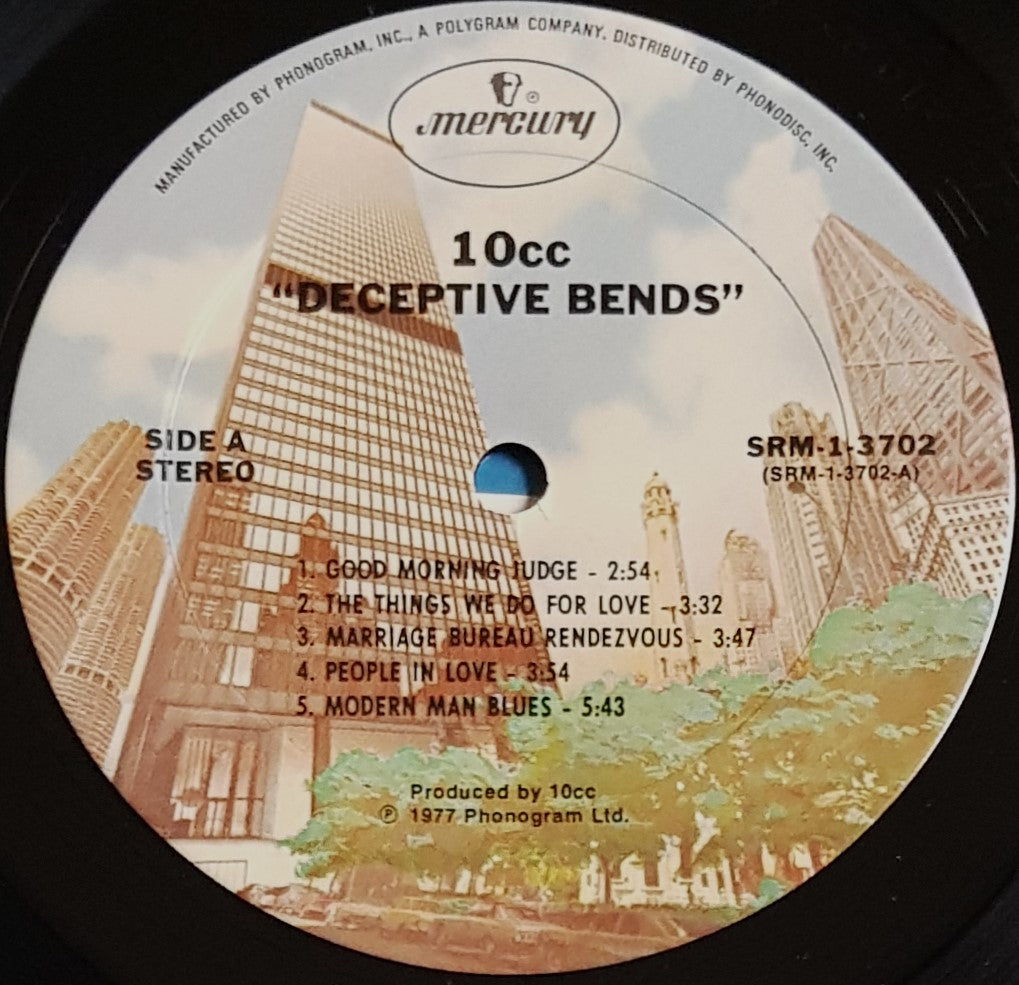 MANUFACTURED BY PHONOGRAM, INC., A POLYGRAM COMPANY, DISTRIBUTED BY PHONODISC, INC.
mercury ®
10cc
"DECEPTIVE BENDS"
SIDE A
STEREO
SRM-1-3702
(SRM-1-3702-A)
1. GOOD MORNING JUDGE - 2:54
2. THE THINGS WE DO FOR LOVE - 3:32
3. MARRIAGE BUREAU RENDEZVOUS - 3:47
4. PEOPLE IN LOVE - 3:54
5. MODERN MAN BLUES - 5:43
Produced by 10cc
℗ 1977 Phonogram Ltd.